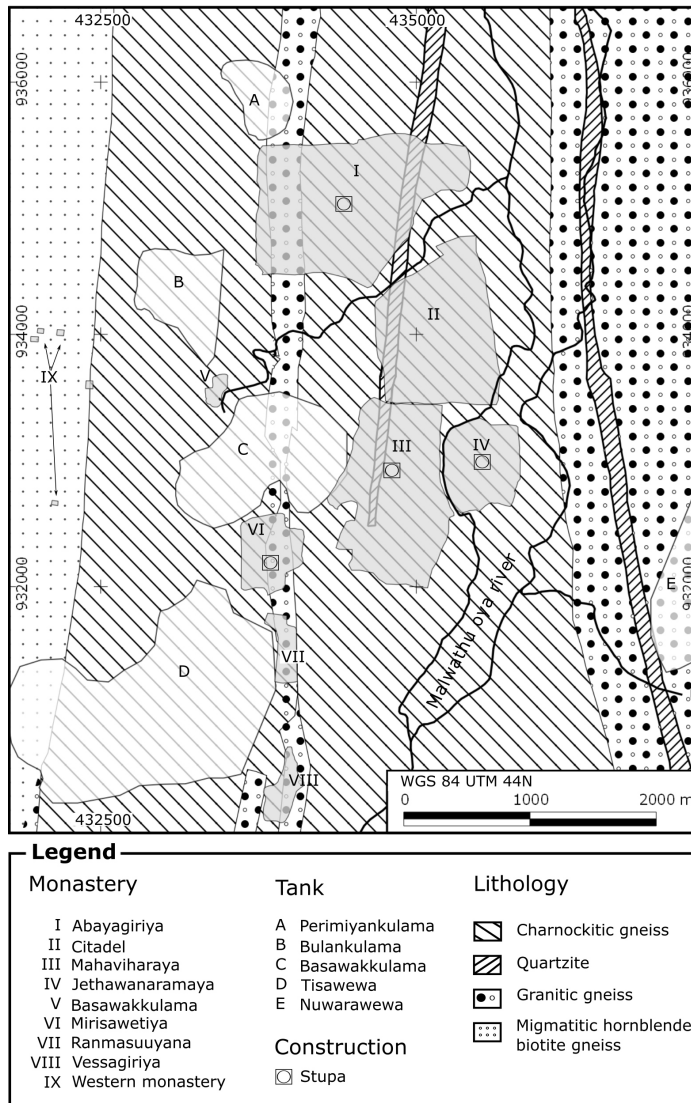 432500
435000
936000
936000
A
I
B
II
934000
934000
IX
V
C
III
IV
VI
E
932000
932000
Malwathu oya river
VII
D
VIII
WGS 84 UTM 44N
0 1000 2000 m
432500
Legend
Monastery
I Abayagiriya
II Citadel
III Mahaviharaya
IV Jethawanaramaya
V Basawakkulama
VI Mirisawetiya
VII Ranmasuuyana
VIII Vessagiriya
IX Western monastery
Tank
A Perimiyankulama
B Bulankulama
C Basawakkulama
D Tisawewa
E Nuwarawewa
Construction
Stupa
Lithology
Charnockitic gneiss
Quartzite
Granitic gneiss
Migmatitic hornblende
biotite gneiss